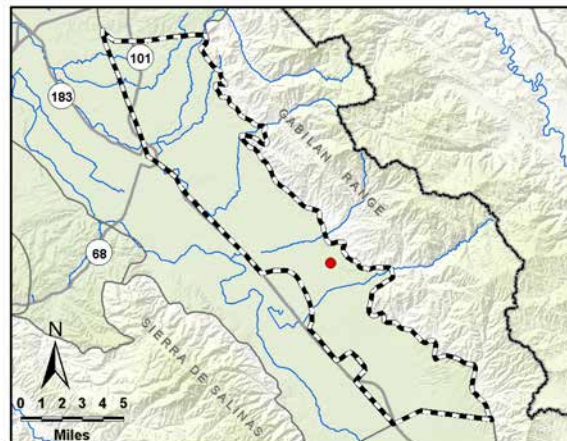 101
183
GABILAN RANGE
68
SIERRA DE SALINAS
N
0 1 2 3 4 5
Miles